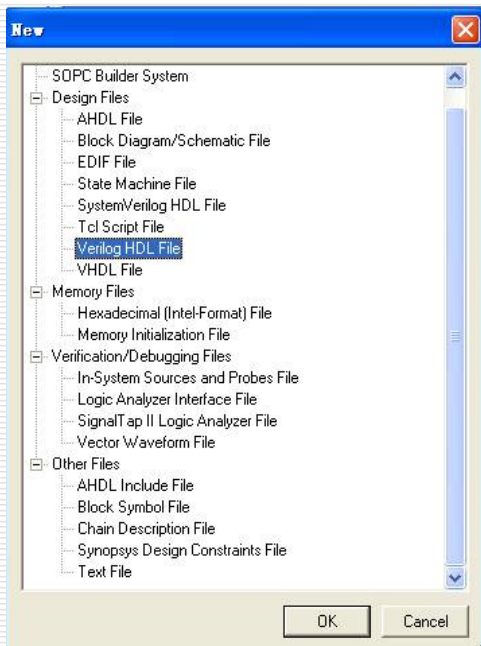 New
SOPC Builder System
Design Files
AHDL File
Block Diagram/Schematic File
EDIF File
State Machine File
SystemVerilog HDL File
Tcl Script File
Verilog HDL File
VHDL File
Memory Files
Hexadecimal (Intel-Format) File
Memory Initialization File
Verification/Debugging Files
In-System Sources and Probes File
Logic Analyzer Interface File
SignalTap II Logic Analyzer File
Vector Waveform File
Other Files
AHDL Include File
Block Symbol File
Chain Description File
Synopsys Design Constraints File
Text File
OK Cancel